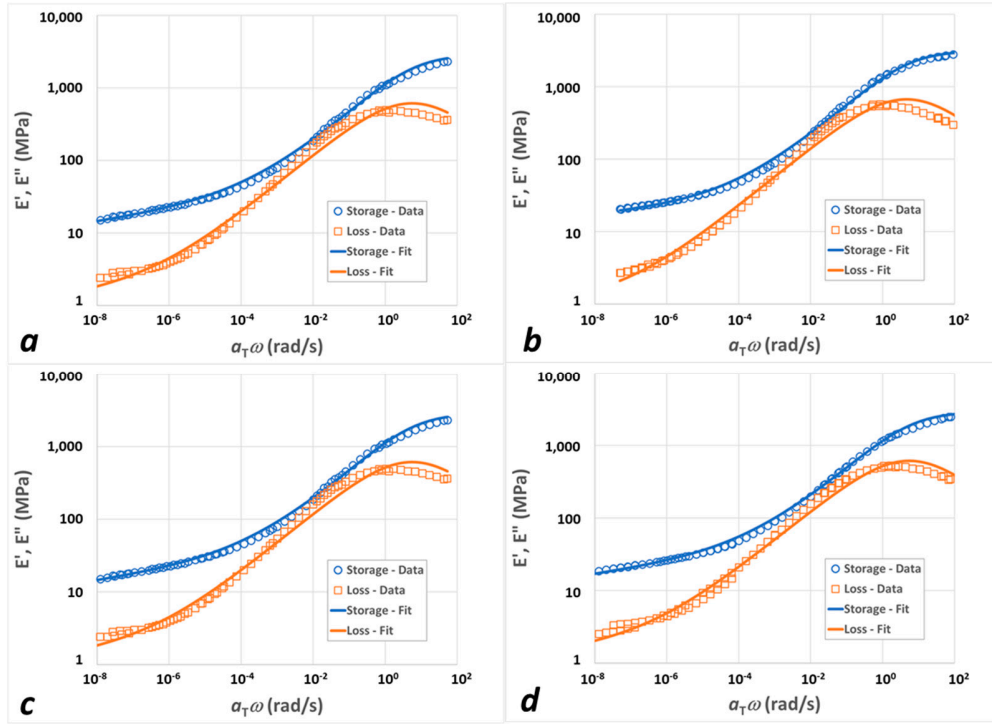 10,000
1,000
100
10
1
E', E" (MPa)
Storage - Data
Loss - Data
Storage - Fit
Loss - Fit
10⁻⁸ 10⁻⁶ 10⁻⁴ 10⁻² 10⁰ 10²
a_T ω (rad/s)
a
10,000
1,000
100
10
1
E', E" (MPa)
Storage - Data
Loss - Data
Storage - Fit
Loss - Fit
10⁻⁸ 10⁻⁶ 10⁻⁴ 10⁻² 10⁰ 10²
a_T ω (rad/s)
b
10,000
1,000
100
10
1
E', E" (MPa)
Storage - Data
Loss - Data
Storage - Fit
Loss - Fit
10⁻⁸ 10⁻⁶ 10⁻⁴ 10⁻² 10⁰ 10²
a_T ω (rad/s)
c
10,000
1,000
100
10
1
E', E" (MPa)
Storage - Data
Loss - Data
Storage - Fit
Loss - Fit
10⁻⁸ 10⁻⁶ 10⁻⁴ 10⁻² 10⁰ 10²
a_T ω (rad/s)
d